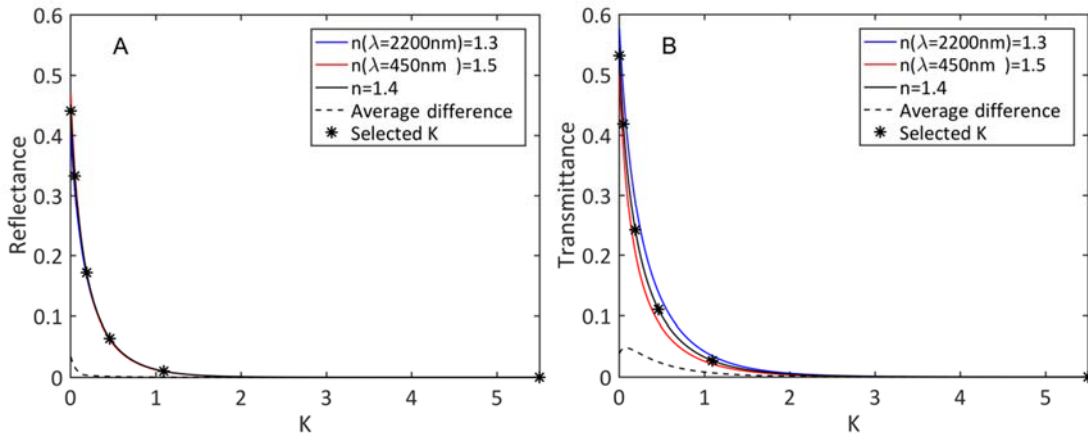 A
n(λ=2200nm)=1.3
n(λ=450nm )=1.5
n=1.4
Average difference
Selected K
Reflectance
0.6
0.5
0.4
0.3
0.2
0.1
0
0 1 2 3 4 5
K
B
n(λ=2200nm)=1.3
n(λ=450nm )=1.5
n=1.4
Average difference
Selected K
Transmittance
0.6
0.5
0.4
0.3
0.2
0.1
0
0 1 2 3 4 5
K